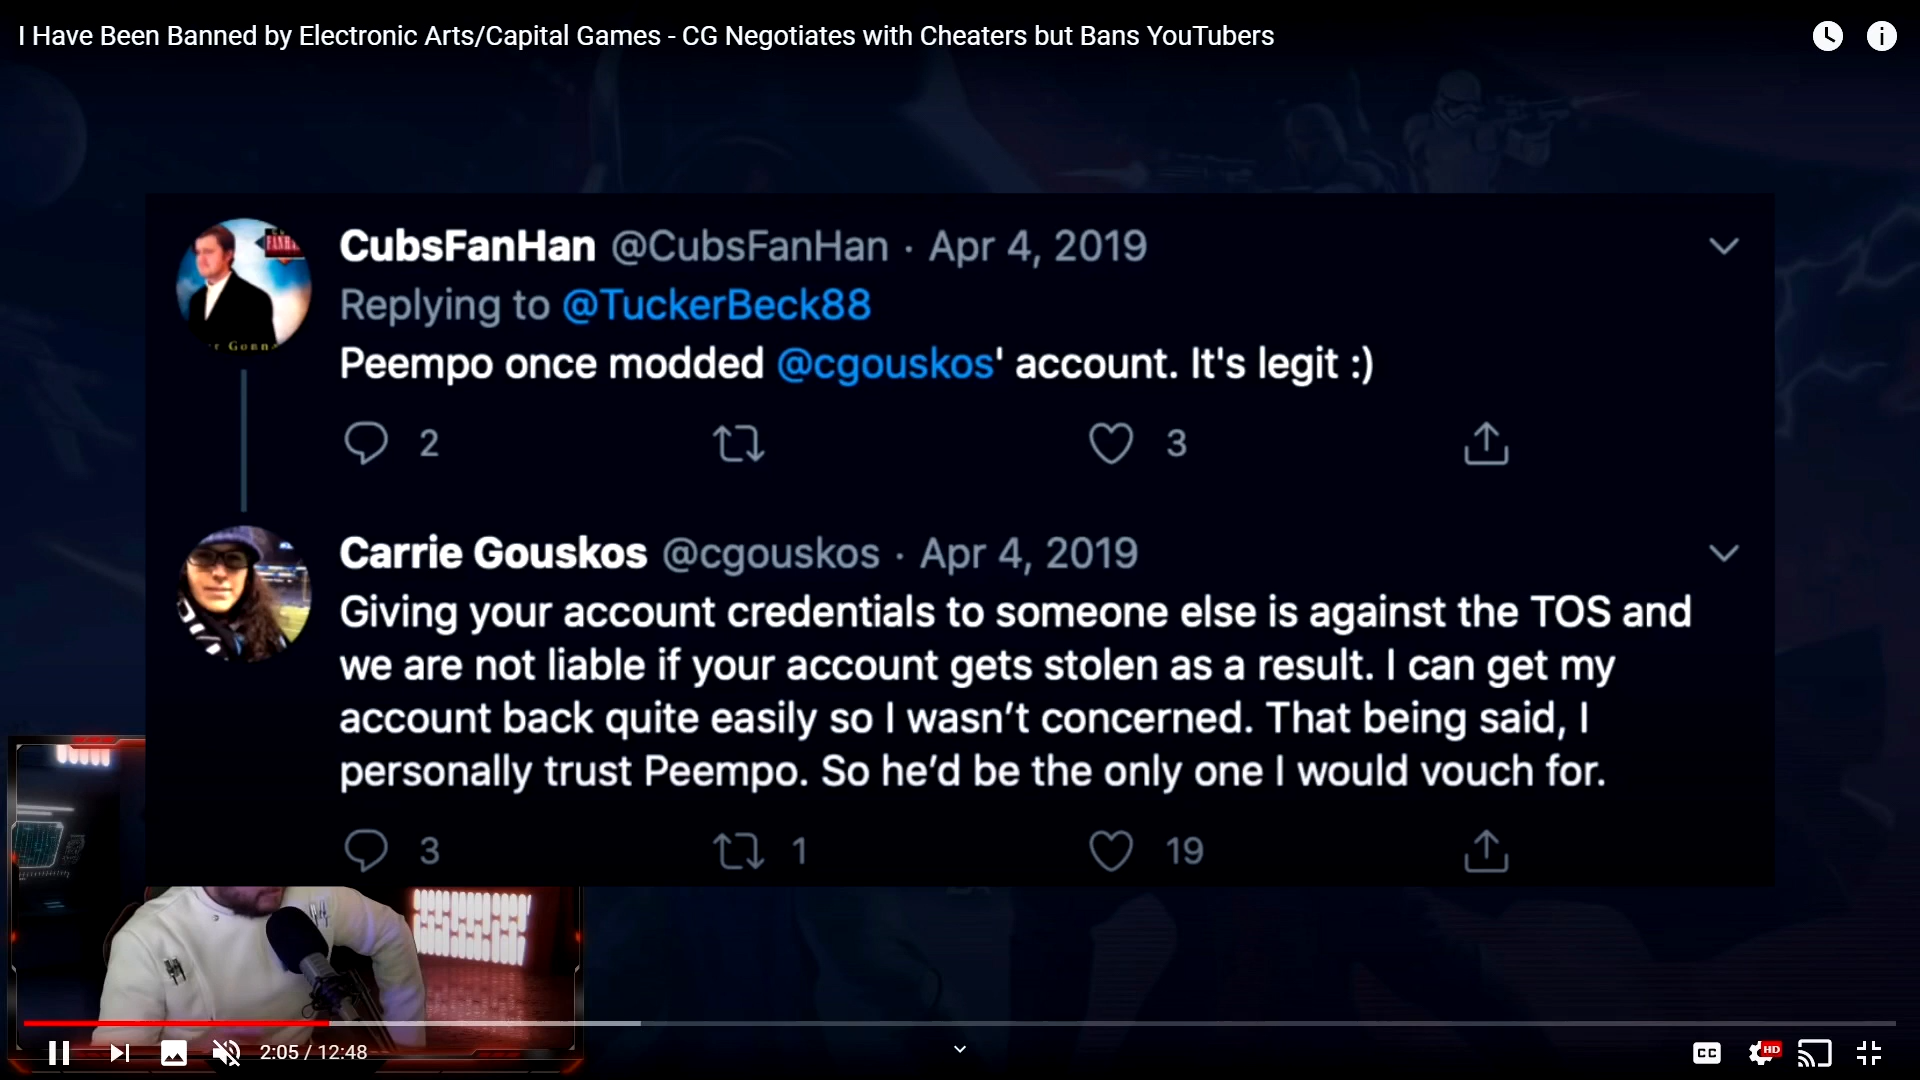 I Have Been Banned by Electronic Arts/Capital Games - CG Negotiates with Cheaters but Bans YouTubers
CubsFanHan @CubsFanHan · Apr 4, 2019
Replying to @TuckerBeck88
Peempo once modded @cgouskos' account. It's legit :)
2 3
Carrie Gouskos @cgouskos · Apr 4, 2019
Giving your account credentials to someone else is against the TOS and
we are not liable if your account gets stolen as a result. I can get my
account back quite easily so I wasn’t concerned. That being said, I
personally trust Peempo. So he’d be the only one I would vouch for.
3 1 19
2:05 / 12:48
CC HD